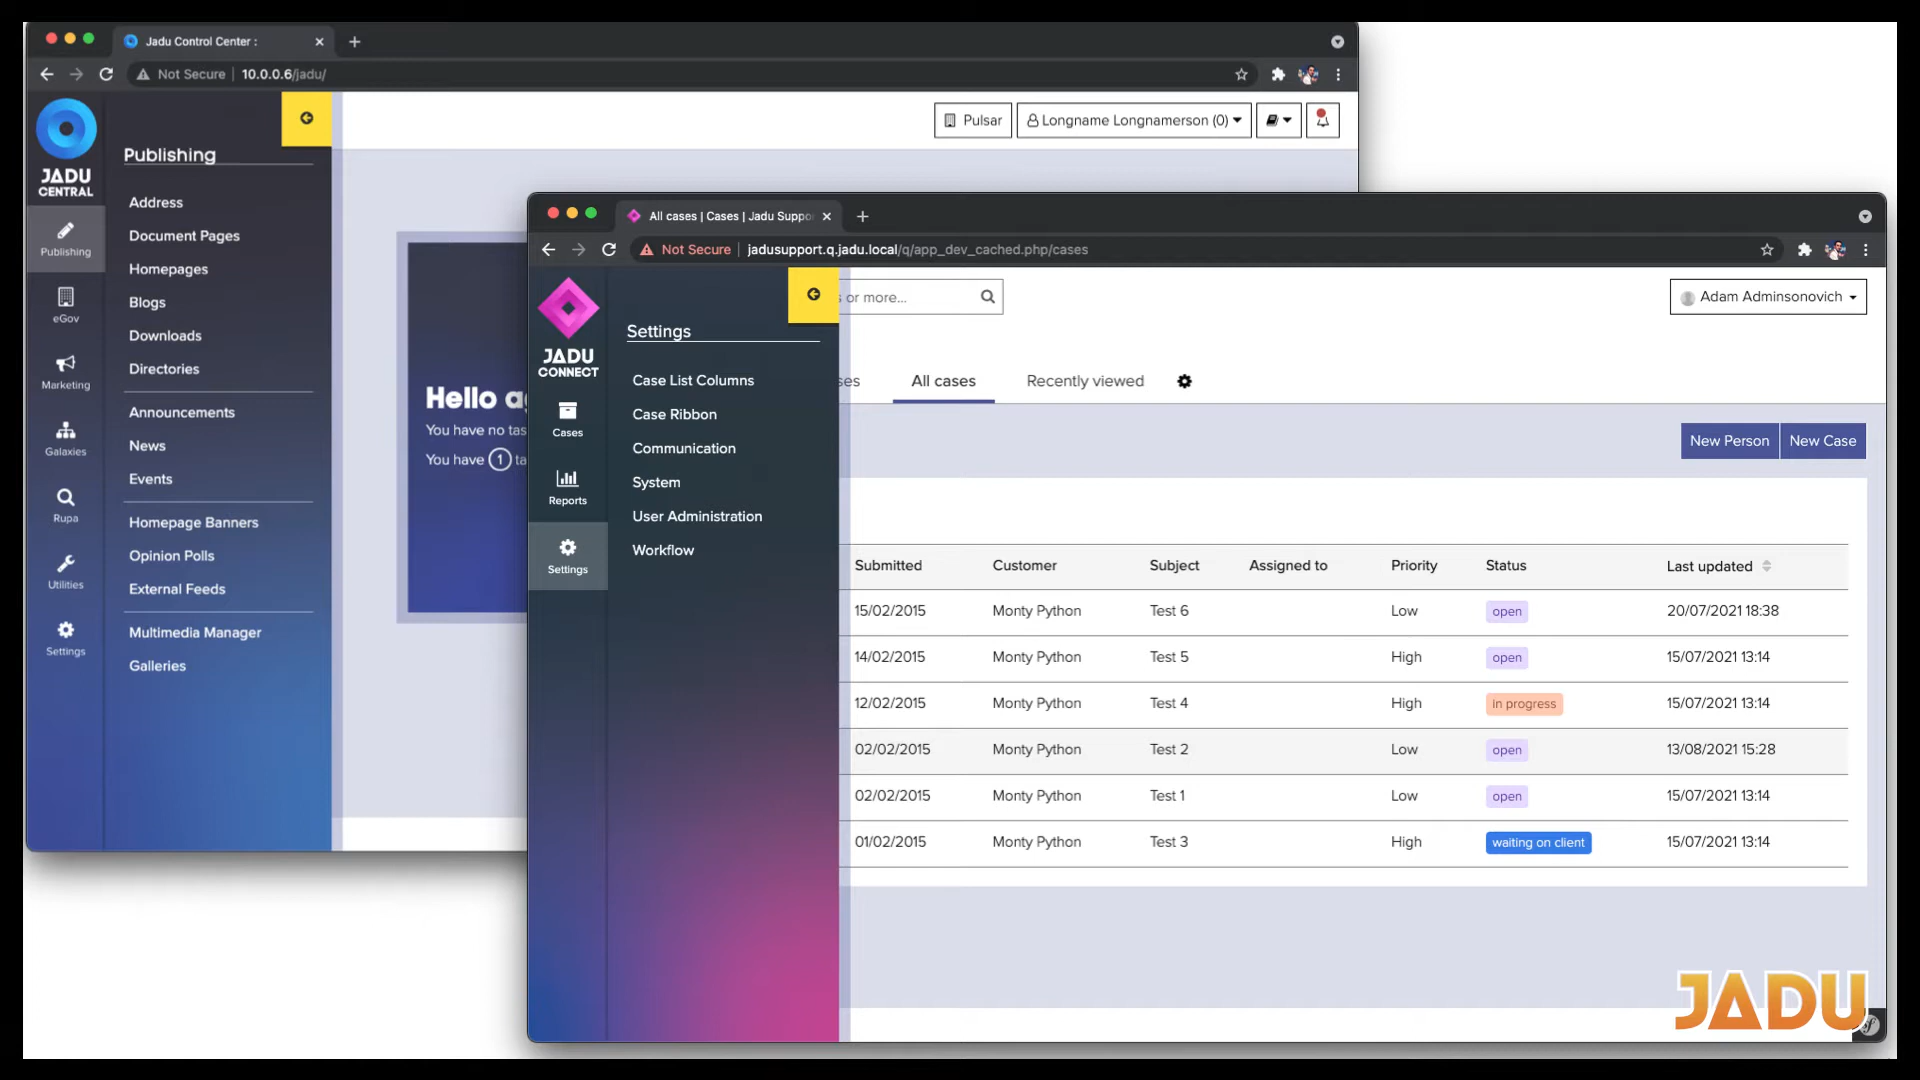 Jadu Control Center :
Not Secure 10.0.0.6/jadu/
Pulsar
Longname Longnamerson (0)
JADU
CENTRAL
Publishing
eGov
Marketing
Galaxies
Rupa
Utilities
Settings
Publishing
Address
Document Pages
Homepages
Blogs
Downloads
Directories
Announcements
News
Events
Homepage Banners
Opinion Polls
External Feeds
Multimedia Manager
Galleries
Hello ag
You have no tas
You have 1 ta
All cases | Cases | Jadu Suppo
Not Secure jadusupport.q.jadu.local/q/app_dev_cached.php/cases
JADU
CONNECT
Cases
Reports
Settings
Settings
Case List Columns
Case Ribbon
Communication
System
User Administration
Workflow
s or more...
Adam Adminsonovich
ses All cases Recently viewed
New Person New Case
Submitted Customer Subject Assigned to Priority Status Last updated
15/02/2015 Monty Python Test 6 Low open 20/07/2021 18:38
14/02/2015 Monty Python Test 5 High open 15/07/2021 13:14
12/02/2015 Monty Python Test 4 High in progress 15/07/2021 13:14
02/02/2015 Monty Python Test 2 Low open 13/08/2021 15:28
02/02/2015 Monty Python Test 1 Low open 15/07/2021 13:14
01/02/2015 Monty Python Test 3 High waiting on client 15/07/2021 13:14
JADU